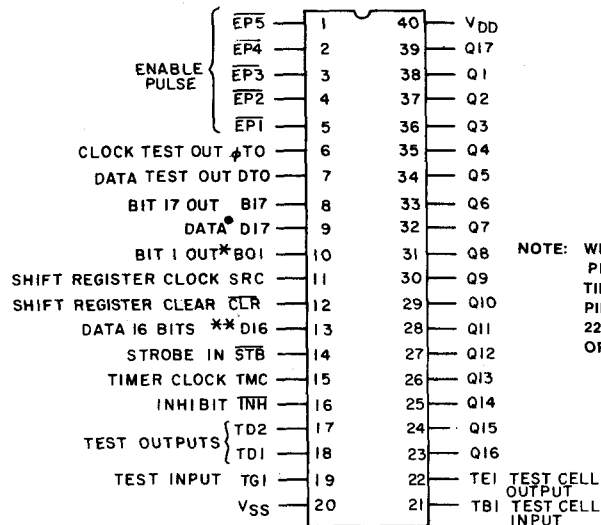 EP5 1 40 VDD
EP4 2 39 Q17
ENABLE PULSE EP3 3 38 Q1
EP2 4 37 Q2
EP1 5 36 Q3
CLOCK TEST OUT ϕTO 6 35 Q4
DATA TEST OUT DTO 7 34 Q5
BIT 17 OUT B17 8 33 Q6
DATA● D17 9 32 Q7
BIT 1 OUT* BO1 10 31 Q8
SHIFT REGISTER CLOCK SRC 11 30 Q9
SHIFT REGISTER CLEAR CLR 12 29 Q10
DATA 16 BITS ** D16 13 28 Q11
STROBE IN STB 14 27 Q12
TIMER CLOCK TMC 15 26 Q13
INHIBIT INH 16 25 Q14
TEST OUTPUTS TD2 17 24 Q15
TD1 18 23 Q16
TEST INPUT TG1 19 22 TE1 TEST CELL OUTPUT
VSS 20 21 TB1 TEST CELL INPUT
NOTE:
22